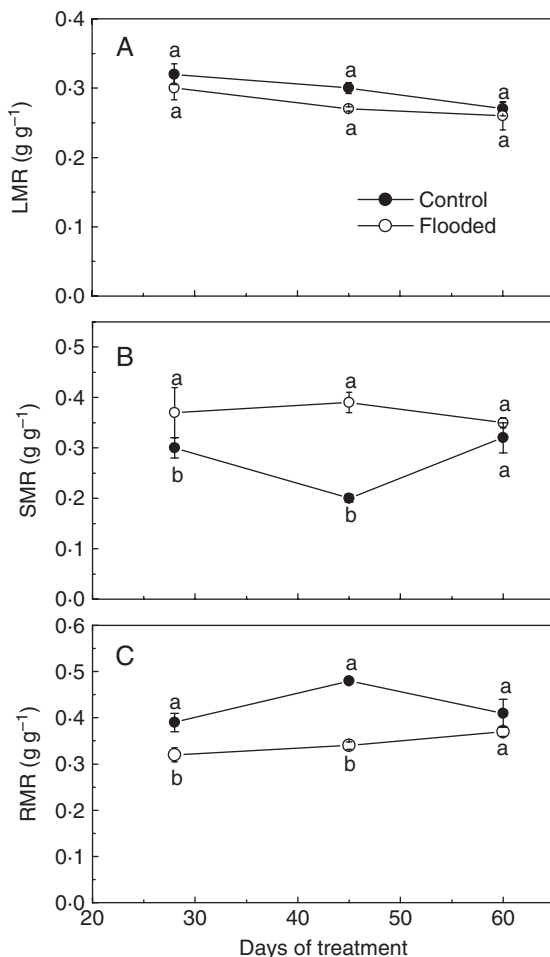 0·4
A
a
a
a
0·3
a
a
a
LMR (g g⁻¹)
0·2
Control
Flooded
0·1
0·0
0·5
B
a
a
a
0·4
SMR (g g⁻¹)
0·3
b
a
0·2
b
0·1
0·0
0·6
C
a
a
a
0·5
0·4
RMR (g g⁻¹)
0·3
b
b
a
0·2
0·1
0·0
20 30 40 50 60
Days of treatment